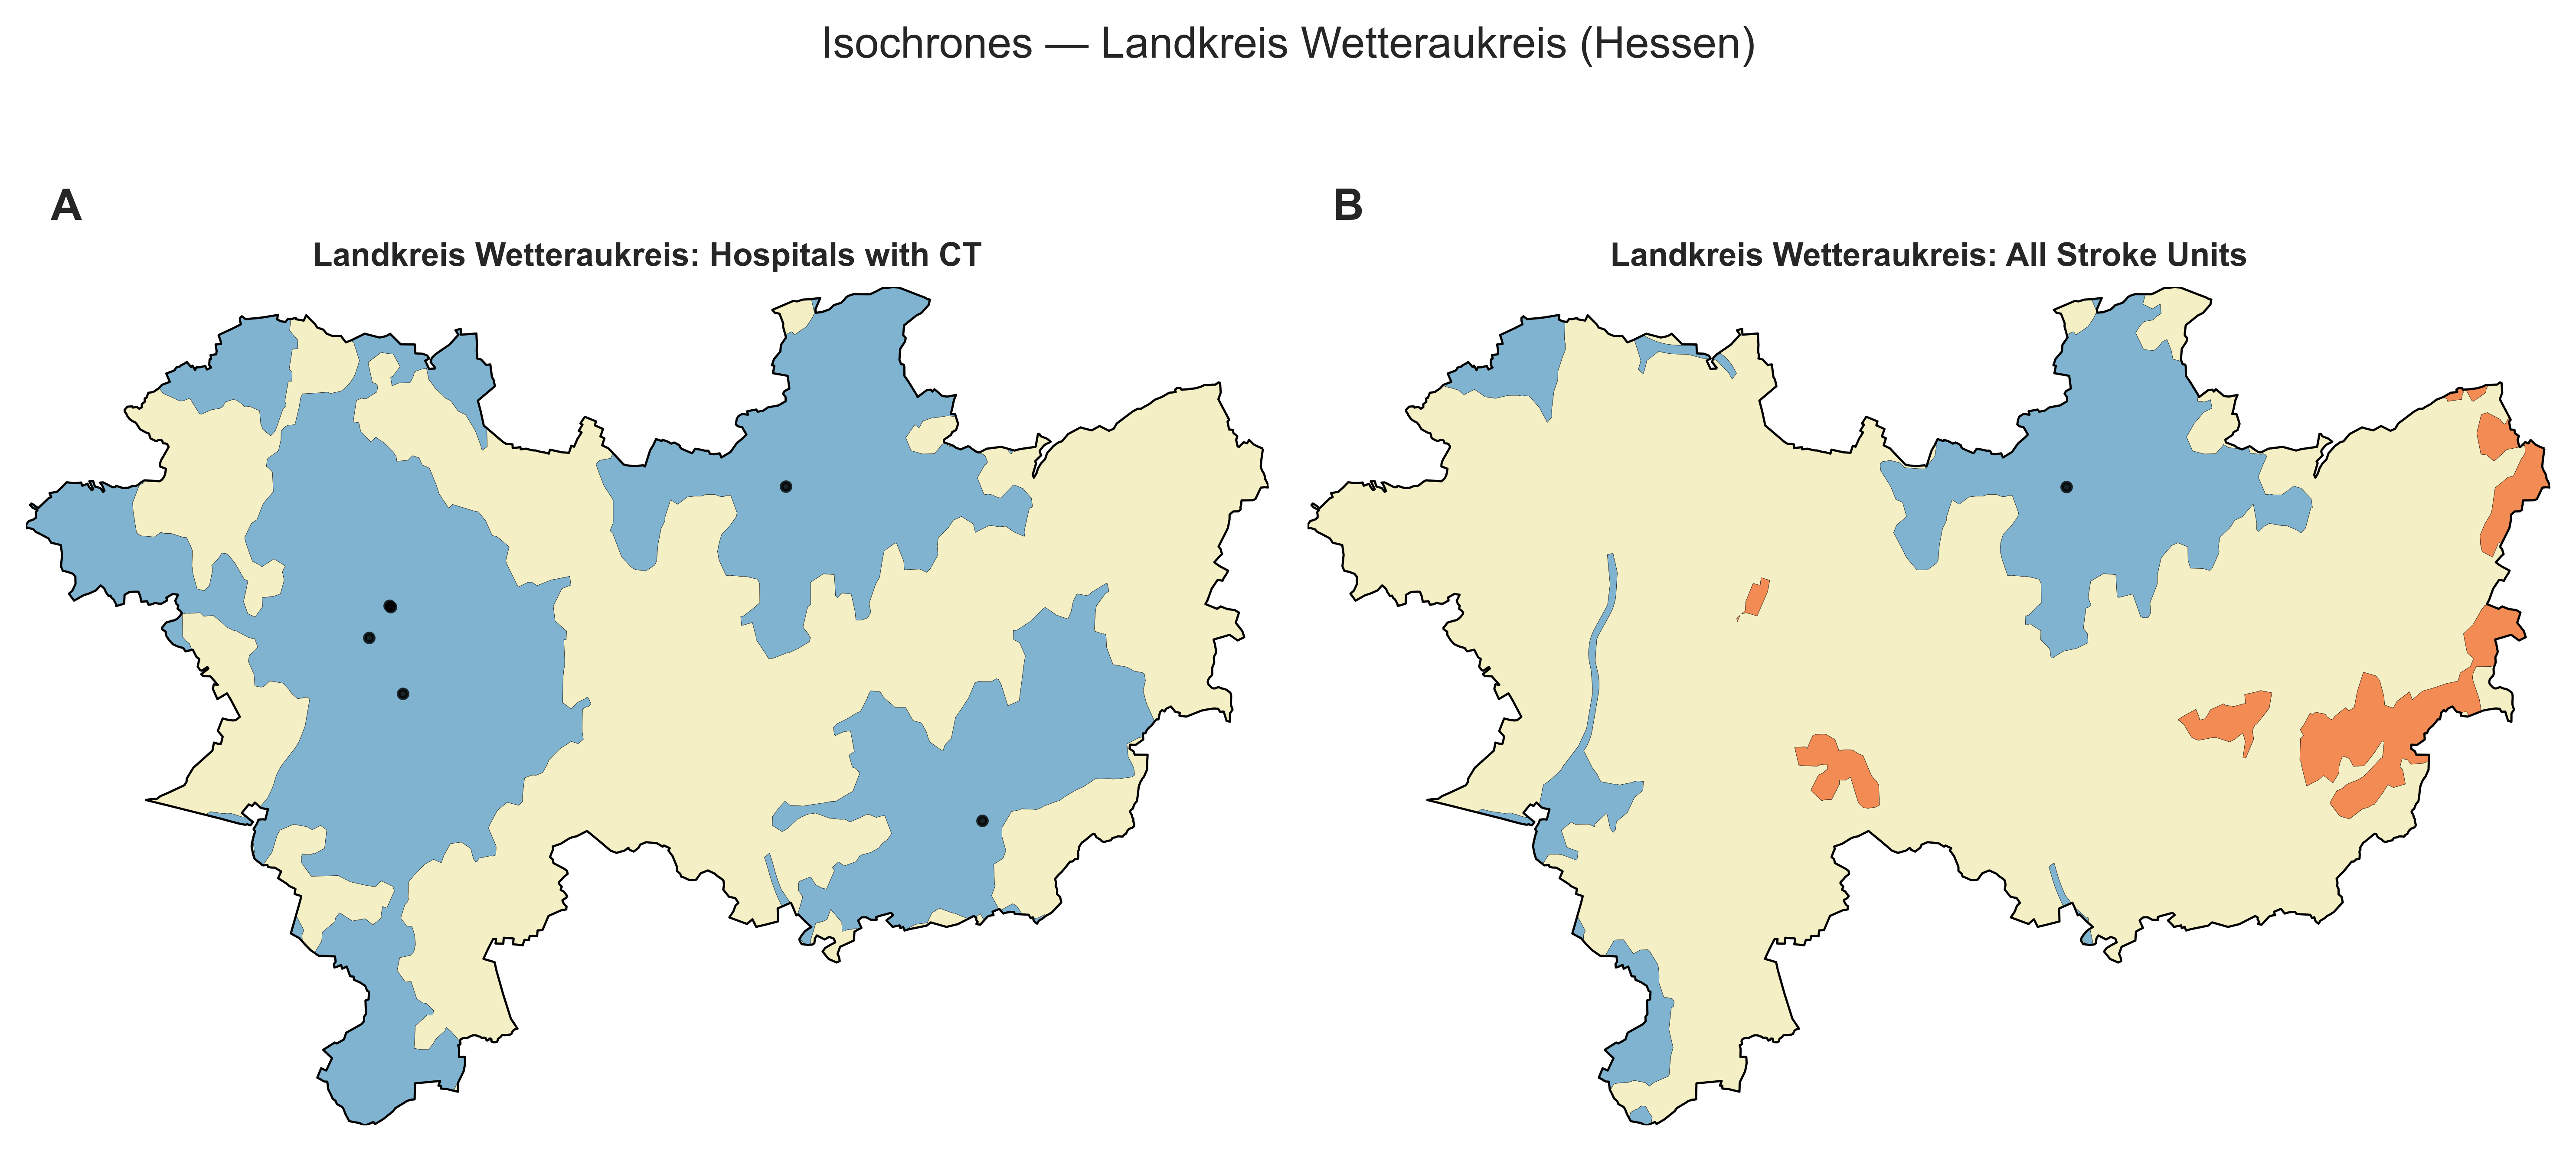 Isochrones — Landkreis Wetteraukreis (Hessen)
A
B
Landkreis Wetteraukreis: Hospitals with CT
Landkreis Wetteraukreis: All Stroke Units